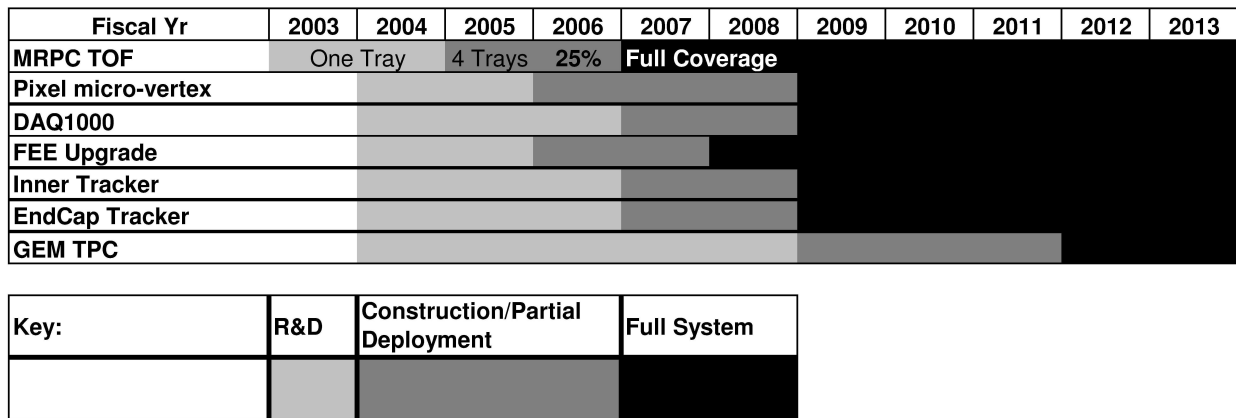 Fiscal Yr 2003 2004 2005 2006 2007 2008 2009 2010 2011 2012 2013
MRPC TOF One Tray 4 Trays 25% Full Coverage
Pixel micro-vertex
DAQ1000
FEE Upgrade
Inner Tracker
EndCap Tracker
GEM TPC
Key: R&D Construction/Partial Deployment Full System